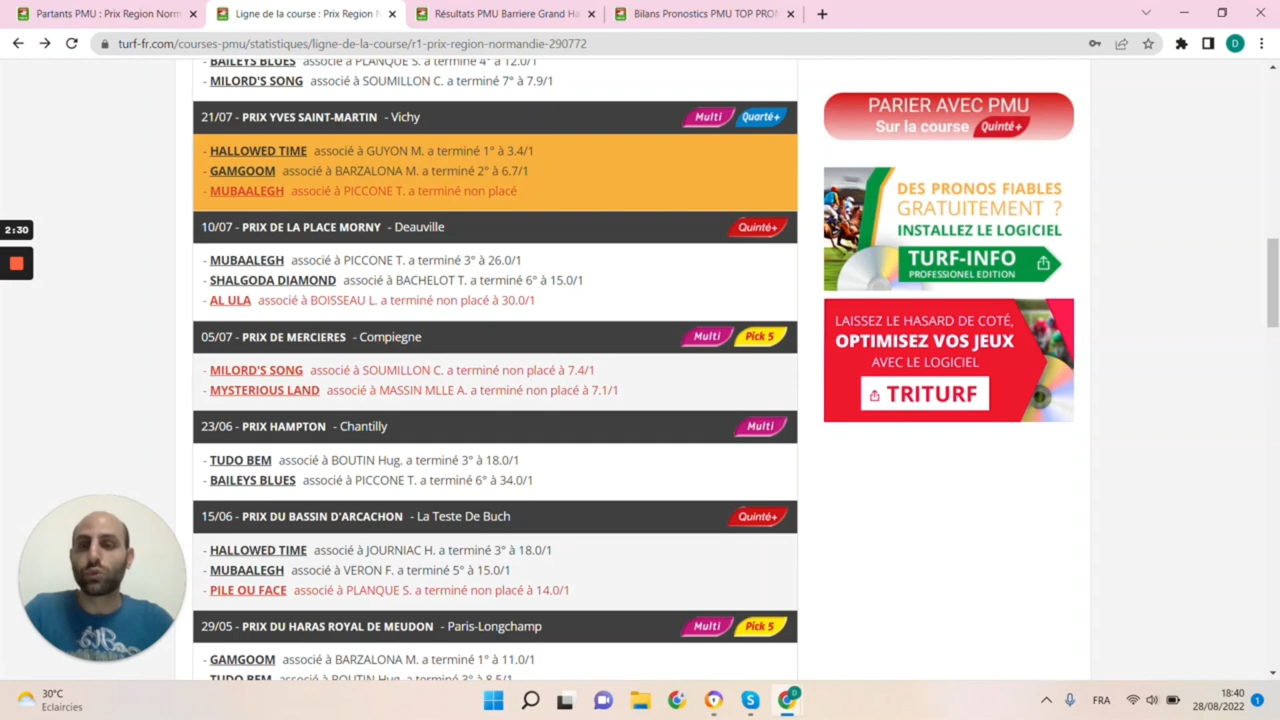 Partants PMU : Prix Region Norm
Ligne de la course : Prix Region N
Résultats PMU Barriere Grand Ha
Bilans Pronostics PMU TOP PRON
turf-fr.com/courses-pmu/statistiques/ligne-de-la-course/r1-prix-region-normandie-290772
- BAILEYS BLUES associé à PLANQUE S. a terminé 4° à 12.0/1
- MILORD'S SONG associé à SOUMILLON C. a terminé 7° à 7.9/1
21/07 - PRIX YVES SAINT-MARTIN - Vichy Multi Quarté+
- HALLOWED TIME associé à GUYON M. a terminé 1° à 3.4/1
- GAMGOOM associé à BARZALONA M. a terminé 2° à 6.7/1
- MUBAALEGH associé à PICCONE T. a terminé non placé
10/07 - PRIX DE LA PLACE MORNY - Deauville Quinté+
- MUBAALEGH associé à PICCONE T. a terminé 3° à 26.0/1
- SHALGODA DIAMOND associé à BACHELOT T. a terminé 6° à 15.0/1
- AL ULA associé à BOISSEAU L. a terminé non placé à 30.0/1
05/07 - PRIX DE MERCIERES - Compiegne Multi Pick 5
- MILORD'S SONG associé à SOUMILLON C. a terminé non placé à 7.4/1
- MYSTERIOUS LAND associé à MASSIN MLLE A. a terminé non placé à 7.1/1
23/06 - PRIX HAMPTON - Chantilly Multi
- TUDO BEM associé à BOUTIN Hug. a terminé 3° à 18.0/1
- BAILEYS BLUES associé à PICCONE T. a terminé 6° à 34.0/1
15/06 - PRIX DU BASSIN D'ARCACHON - La Teste De Buch Quinté+
- HALLOWED TIME associé à JOURNIAC H. a terminé 3° à 18.0/1
- MUBAALEGH associé à VERON F. a terminé 5° à 15.0/1
- PILE OU FACE associé à PLANQUE S. a terminé non placé à 14.0/1
29/05 - PRIX DU HARAS ROYAL DE MEUDON - Paris-Longchamp Multi Pick 5
- GAMGOOM associé à BARZALONA M. a terminé 1° à 11.0/1
- TUDO BEM associé à BOUTIN Hug. a terminé 3° à 8.5/1
PARIER AVEC PMU
Sur la course Quinté+
DES PRONOS FIABLES
GRATUITEMENT ?
INSTALLEZ LE LOGICIEL
TURF-INFO
PROFESSIONEL EDITION
LAISSEZ LE HASARD DE COTÉ,
OPTIMISEZ VOS JEUX
AVEC LE LOGICIEL
TRITURF
2:30
30°C
Eclaircies
FRA
18:40
28/08/2022
1
D
D
S